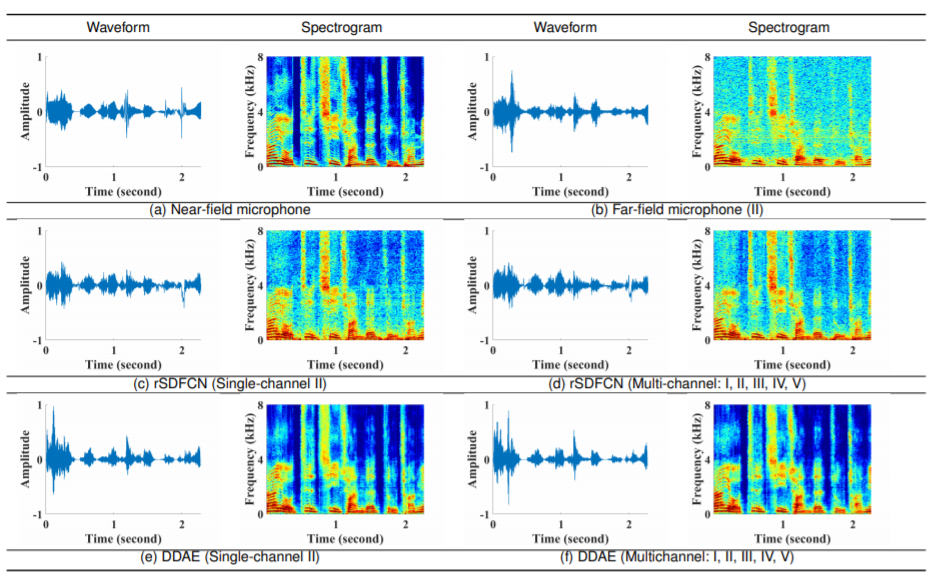 Waveform Spectrogram Waveform Spectrogram
1 0 -1 Amplitude 0 1 2 Time (second)
8 4 0 Frequency (kHz) 1 2 Time (second)
1 0 -1 Amplitude 0 1 2 Time (second)
8 4 0 Frequency (kHz) 1 2 Time (second)
(a) Near-field microphone
(b) Far-field microphone (II)
1 0 -1 Amplitude 0 1 2 Time (second)
8 4 0 Frequency (kHz) 1 2 Time (second)
1 0 -1 Amplitude 0 1 2 Time (second)
8 4 0 Frequency (kHz) 1 2 Time (second)
(c) rSDFCN (Single-channel II)
(d) rSDFCN (Multi-channel: I, II, III, IV, V)
1 0 -1 Amplitude 0 1 2 Time (second)
8 4 0 Frequency (kHz) 1 2 Time (second)
1 0 -1 Amplitude 0 1 2 Time (second)
8 4 0 Frequency (kHz) 1 2 Time (second)
(e) DDAE (Single-channel II)
(f) DDAE (Multichannel: I, II, III, IV, V)